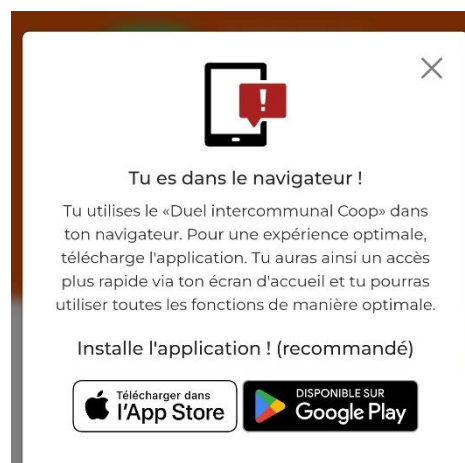 Tu es dans le navigateur !
Tu utilises le «Duel intercommunal Coop» dans
ton navigateur. Pour une expérience optimale,
télécharge l'application. Tu auras ainsi un accès
plus rapide via ton écran d'accueil et tu pourras
utiliser toutes les fonctions de manière optimale.
Installe l'application ! (recommandé)
Télécharger dans
l'App Store
DISPONIBLE SUR
Google Play